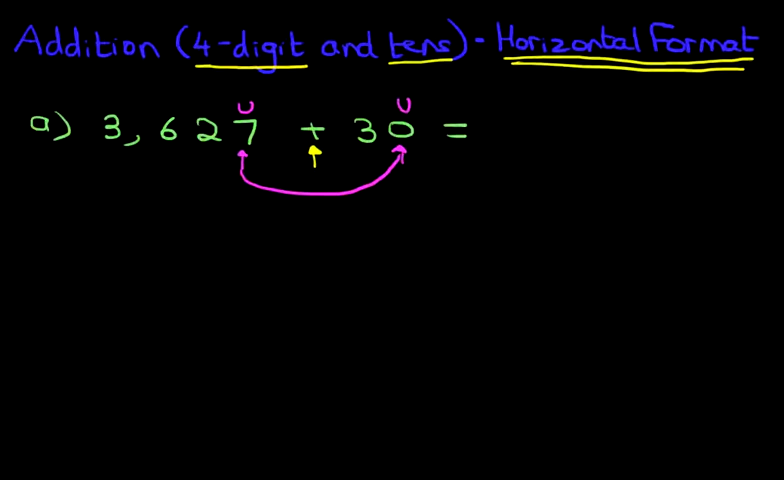 Addition (4-digit and tens) - Horizontal Format
U U
a) 3,627 + 30 =